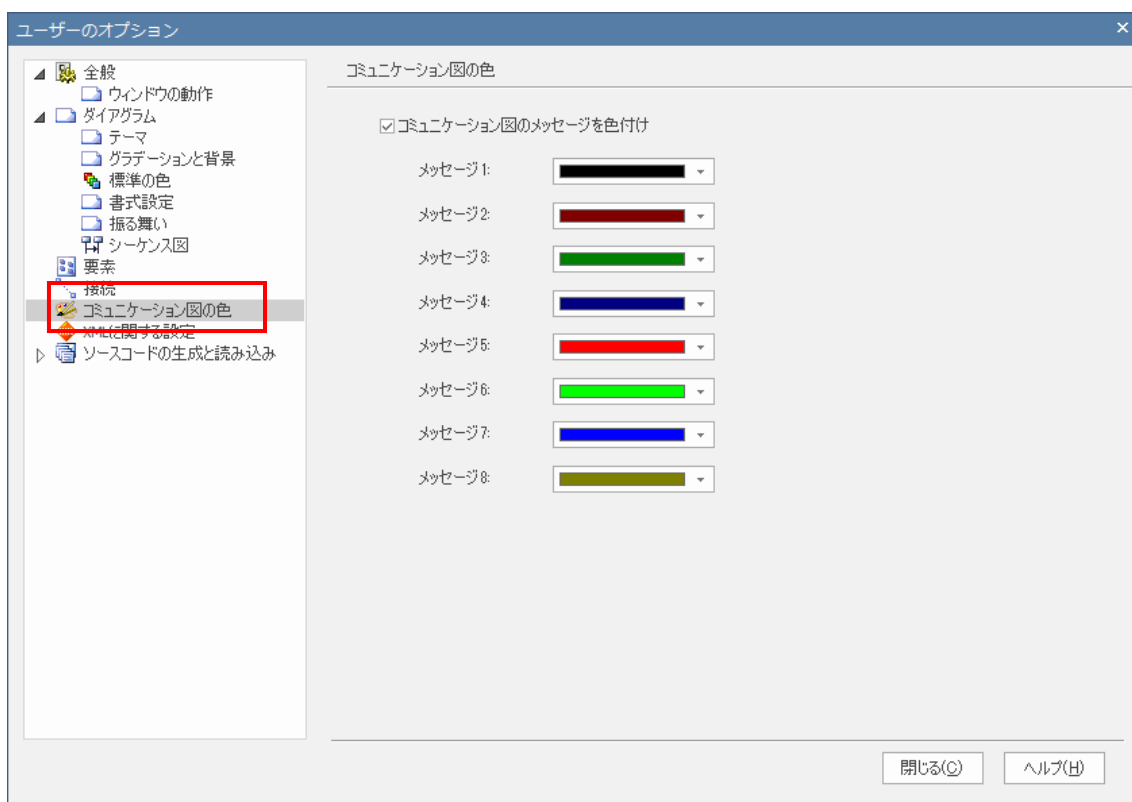 ユーザーのオプション
全般
ウィンドウの動作
ダイアグラム
テーマ
グラデーションと背景
標準の色
書式設定
振る舞い
シーケンス図
要素
接続
コミュニケーション図の色
XMLに関する設定
ソースコードの生成と読み込み
コミュニケーション図の色
コミュニケーション図のメッセージを色付け
メッセージ1:
メッセージ2:
メッセージ3:
メッセージ4:
メッセージ5:
メッセージ6:
メッセージ7:
メッセージ8:
閉じる(C)
ヘルプ(H)